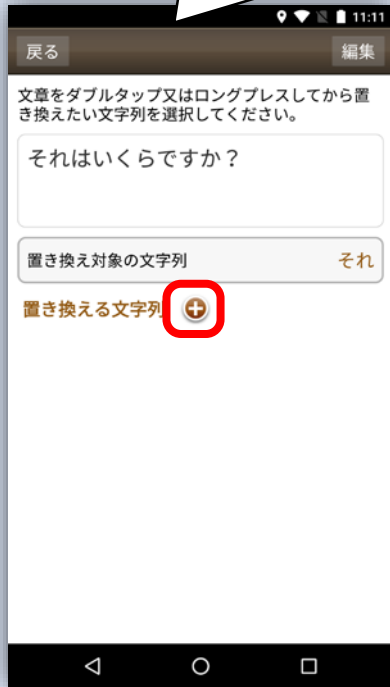 11:11
戻る 編集
文章をダブルタップ又はロングプレスしてから置
き換えたい文字列を選択してください。
それはいくらですか？
置き換え対象の文字列 それ
置き換える文字列